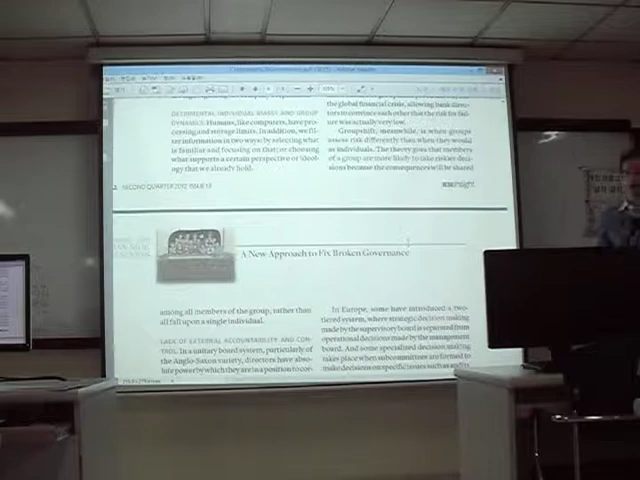 the global financial crisis, allowing bank direc-
tors to convince each other that the risk for fail-
ure was actually very low.
Groupshift, meanwhile, is when groups
assess risk differently than when they would
as individuals. The theory goes that members
of a group are more likely to take riskier deci-
sions because the consequences will be shared
DETRIMENTAL INDIVIDUAL BIASES AND GROUP
DYNAMICS. Humans, like computers, have pro-
cessing and storage limits. In addition, we fil-
ter information in two ways: by selecting what
is familiar and focusing on that; or choosing
what supports a certain perspective or ideol-
ogy that we already hold.
SECOND QUARTER 2012 ISSUE 13
insight
A New Approach to Fix Broken Governance
among all members of the group, rather than
all fall upon a single individual.
LACK OF EXTERNAL ACCOUNTABILITY AND CON-
TROL. In a unitary board system, particularly of
the Anglo-Saxon variety, directors have abso-
lute power by which they are in a position to con-
In Europe, some have introduced a two-
tiered system, where strategic decision making
made by the supervisory board is separated from
operational decisions made by the management
board. And some specialized decision making
takes place when subcommittees are formed to
make decisions on specific issues such as